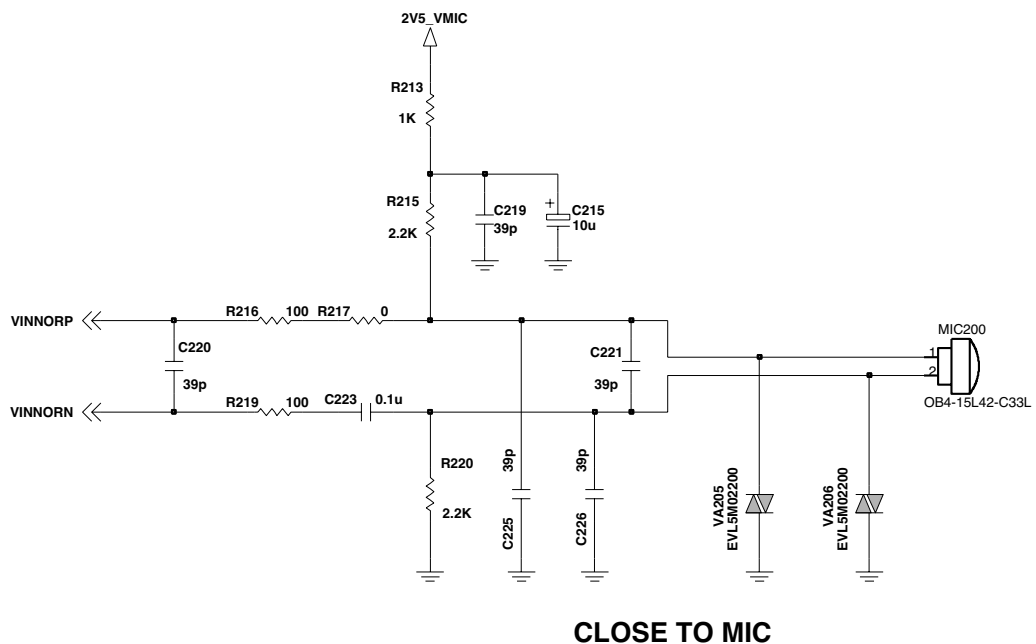 2V5_VMIC
R213
1K
R215
2.2K
C219
39p
+
C215
10u
VINNORP
R216
100
R217
0
MIC200
1
2
OB4-15L42-C33L
C220
39p
C221
39p
VINNORN
R219
100
C223
0.1u
R220
2.2K
39p
C225
39p
C226
VA205
EVL5M02200
VA206
EVL5M02200
CLOSE TO MIC